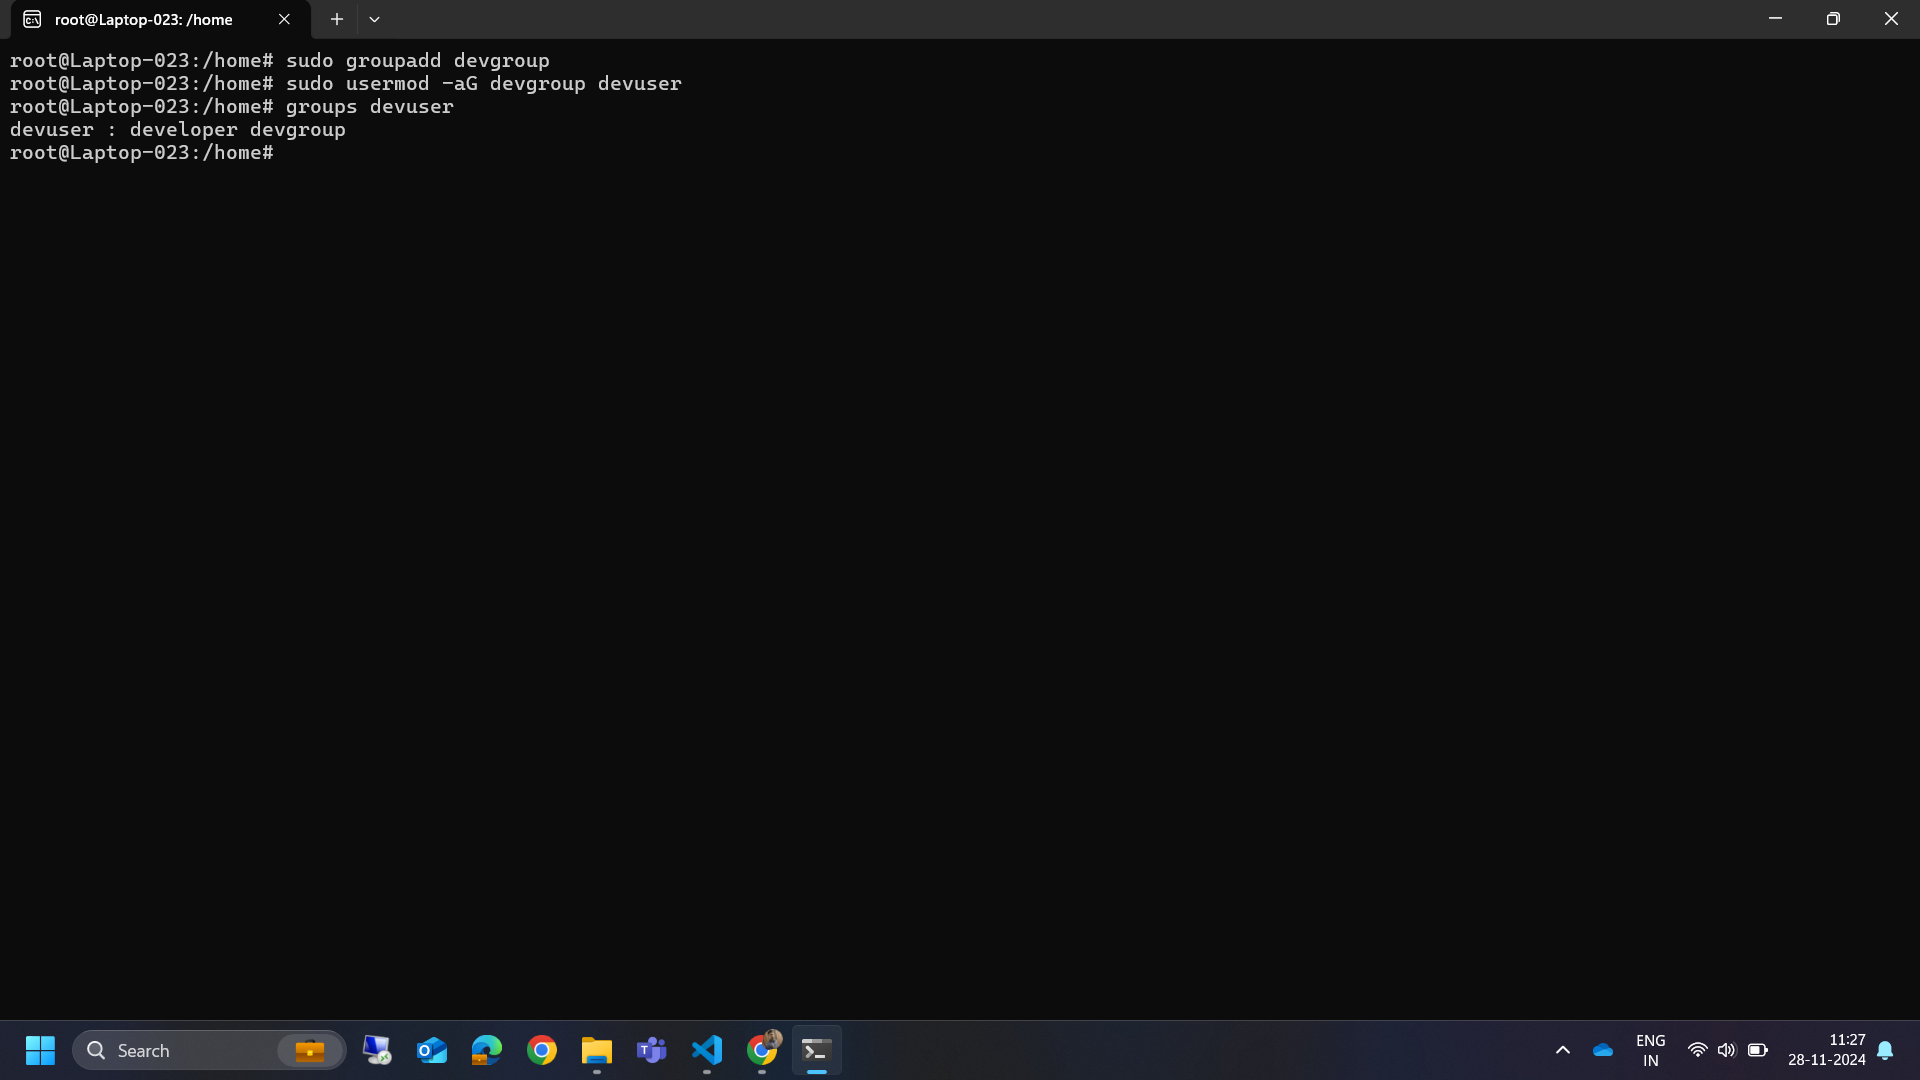 root@Laptop-023: /home
root@Laptop-023:/home# sudo groupadd devgroup
root@Laptop-023:/home# sudo usermod -aG devgroup devuser
root@Laptop-023:/home# groups devuser
devuser : developer devgroup
root@Laptop-023:/home#
Search
ENG
IN
11:27
28-11-2024